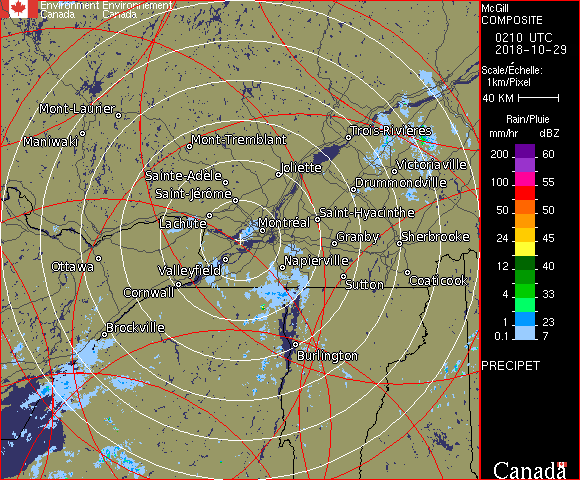 Environment Environnement
Canada Canada
McGill
COMPOSITE
0210 UTC
2018-10-29
Scale/Échelle:
1km/Pixel
40 KM
Rain/Pluie
mm/hr dBZ
200 60
100 55
50 50
24 45
12 40
4 33
1 23
0.1 7
PRECIPET
Canada
Mont-Laurier
Maniwaki
Mont-Tremblant
Trois-Rivières
Sainte-Adèle
Joliette
Victoriaville
Saint-Jérôme
Drummondville
Lachute
Montréal
Saint-Hyacinthe
Granby
Sherbrooke
Ottawa
Valleyfield
Napierville
Cornwall
Sutton
Coaticook
Brockville
Burlington